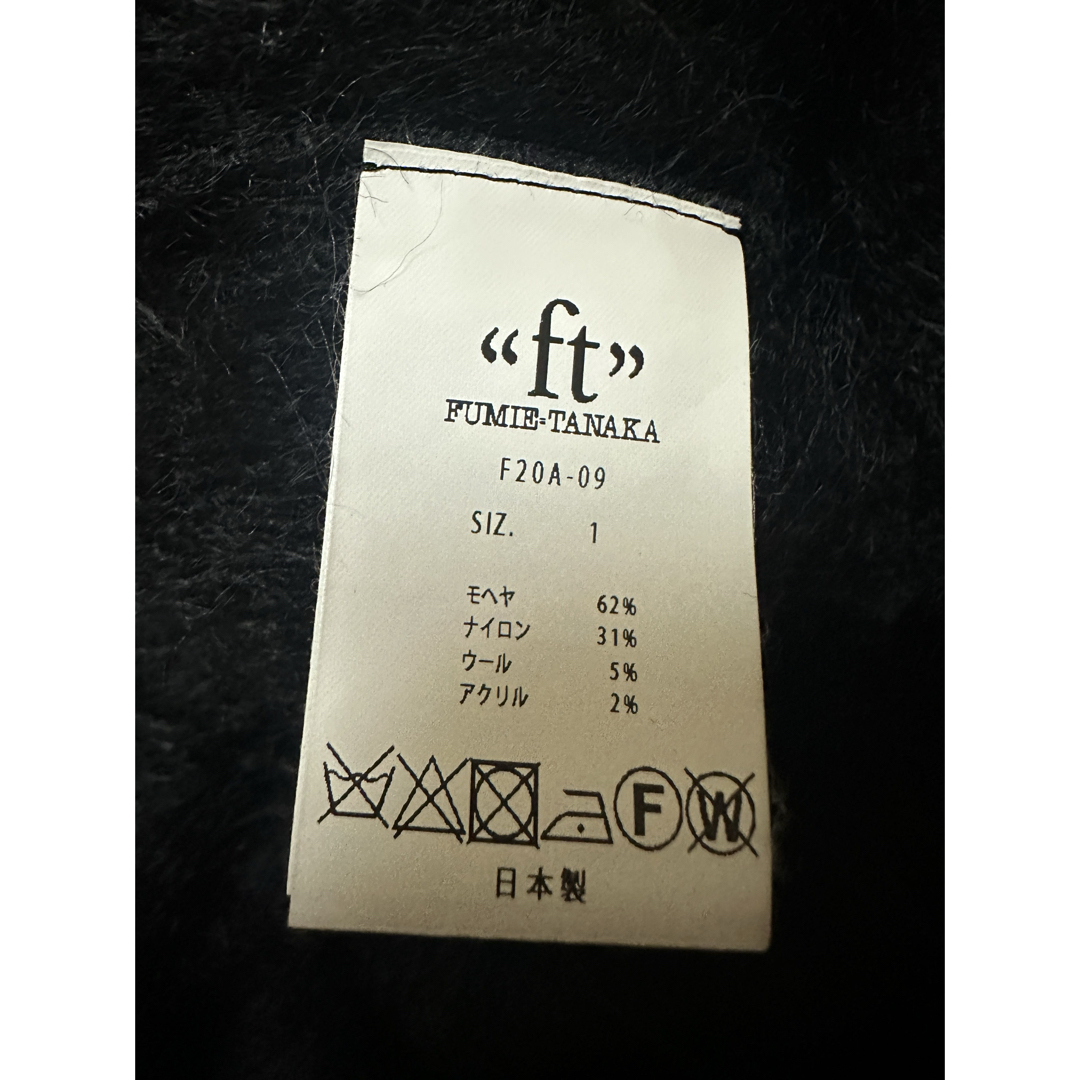 “ft”
FUMIE=TANAKA
F20A-09
SIZ. 1
モヘヤ 62%
ナイロン 31%
ウール 5%
アクリル 2%
F W
日本製